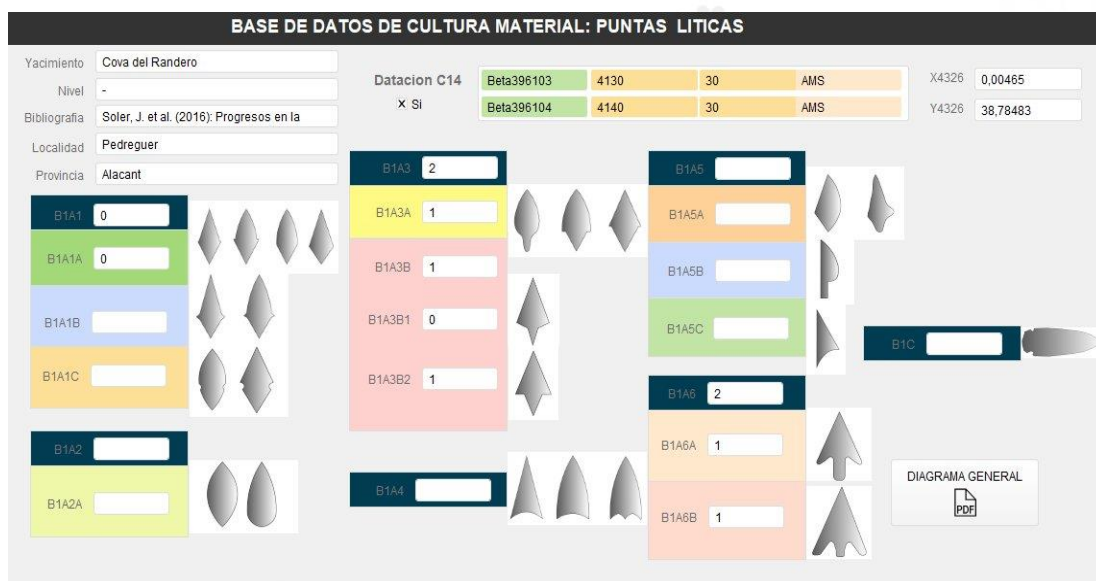 BASE DE DATOS DE CULTURA MATERIAL: PUNTAS LITICAS
Yacimiento Cova del Randero
Nivel -
Bibliografia Soler, J. et al. (2016): Progresos en la
Localidad Pedreguer
Provincia Alacant
Datacion C14
x Si
Beta396103 4130 30 AMS
Beta396104 4140 30 AMS
X4326 0,00465
Y4326 38,78483
B1A1 0
B1A1A 0
B1A1B
B1A1C
B1A2
B1A2A
B1A3 2
B1A3A 1
B1A3B 1
B1A3B1 0
B1A3B2 1
B1A4
B1A5
B1A5A
B1A5B
B1A5C
B1A6 2
B1A6A 1
B1A6B 1
B1C
DIAGRAMA GENERAL
PDF